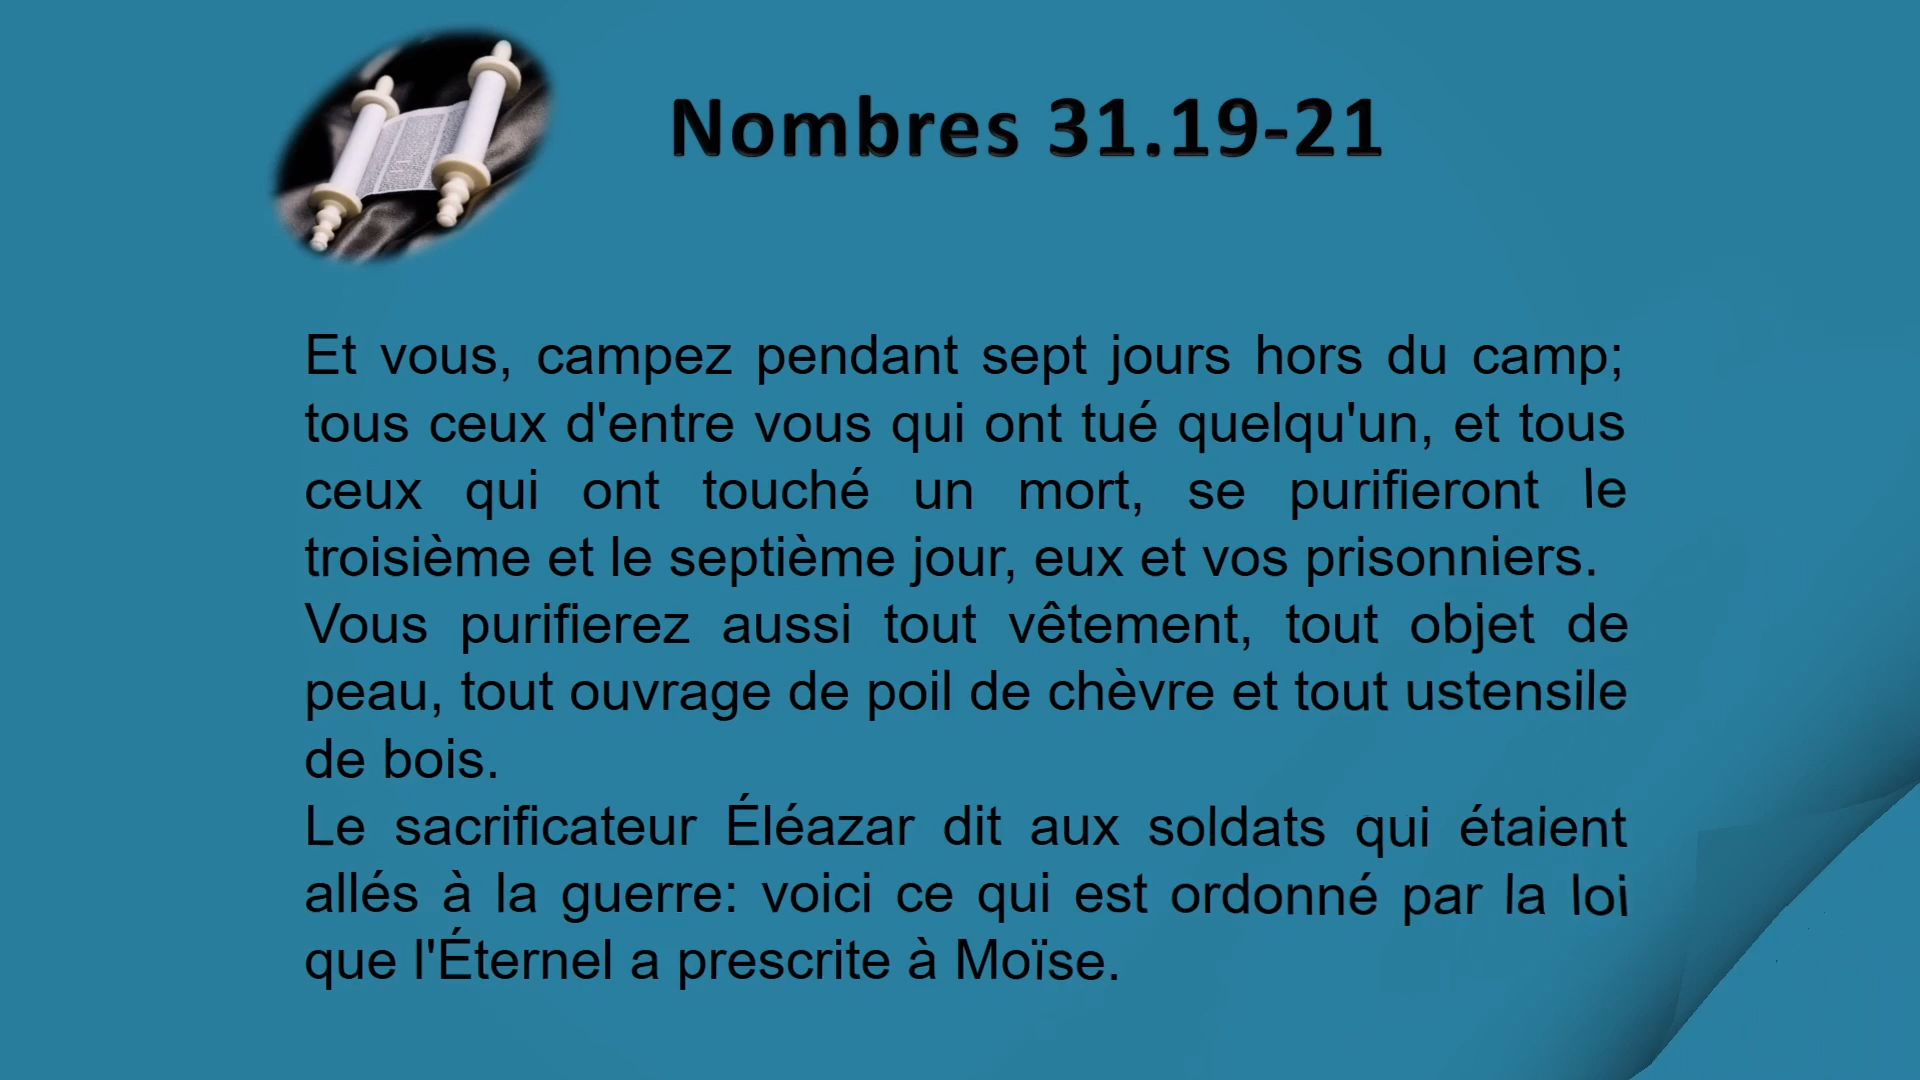 Nombres 31.19-21
Et vous, campez pendant sept jours hors du camp;
tous ceux d'entre vous qui ont tué quelqu'un, et tous
ceux qui ont touché un mort, se purifieront le
troisième et le septième jour, eux et vos prisonniers.
Vous purifierez aussi tout vêtement, tout objet de
peau, tout ouvrage de poil de chèvre et tout ustensile
de bois.
Le sacrificateur Éléazar dit aux soldats qui étaient
allés à la guerre: voici ce qui est ordonné par la loi
que l'Éternel a prescrite à Moïse.